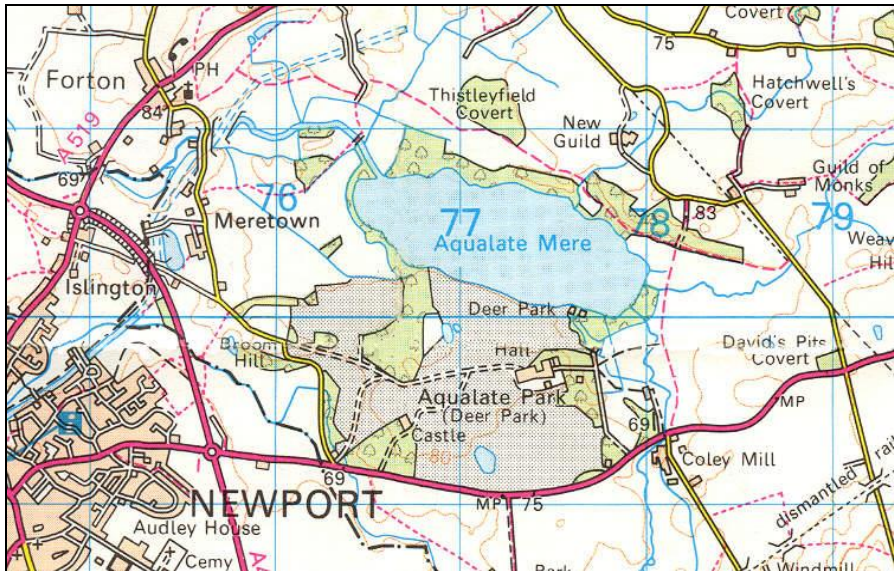 Covert
75
PH
Forton
84
A 519
Thistleyfield
Covert
Hatchwell's
Covert
New
Guild
69
76
Meretown
77
Aqualate Mere
78
83
Guild of
Monks
79
Weav
Hil
Islington
Deer Park
Broom
Hill
Hall
David's Pits
Covert
Aqualate Park
(Deer Park)
MP
Castle
69
80
Coley Mill
69
NEWPORT
MP
75
dismantled
rai
Audley House
Cemy
Park
Windmill